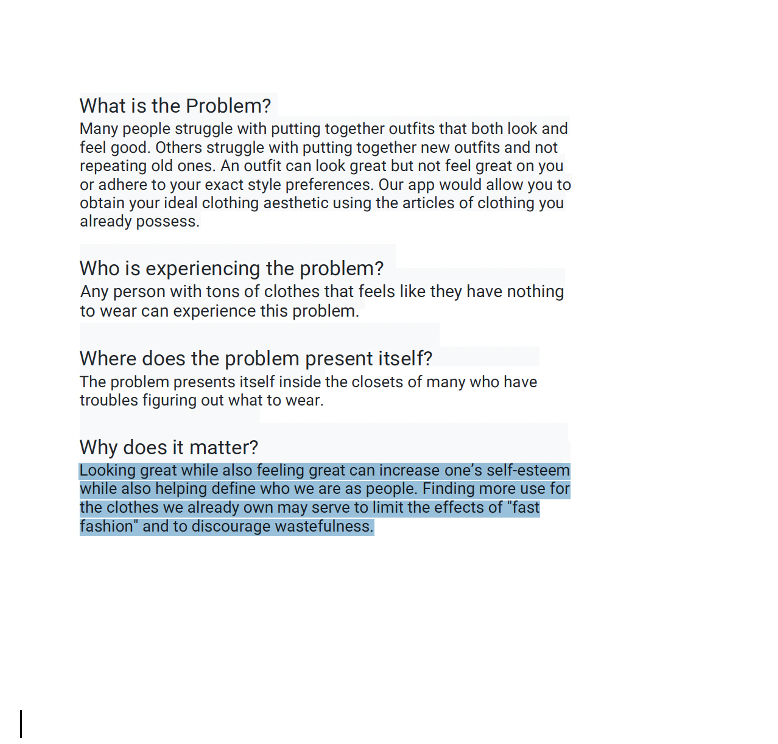 What is the Problem?
Many people struggle with putting together outfits that both look and
feel good. Others struggle with putting together new outfits and not
repeating old ones. An outfit can look great but not feel great on you
or adhere to your exact style preferences. Our app would allow you to
obtain your ideal clothing aesthetic using the articles of clothing you
already possess.
Who is experiencing the problem?
Any person with tons of clothes that feels like they have nothing
to wear can experience this problem.
Where does the problem present itself?
The problem presents itself inside the closets of many who have
troubles figuring out what to wear.
Why does it matter?
Looking great while also feeling great can increase one's self-esteem
while also helping define who we are as people. Finding more use for
the clothes we already own may serve to limit the effects of "fast
fashion" and to discourage wastefulness.